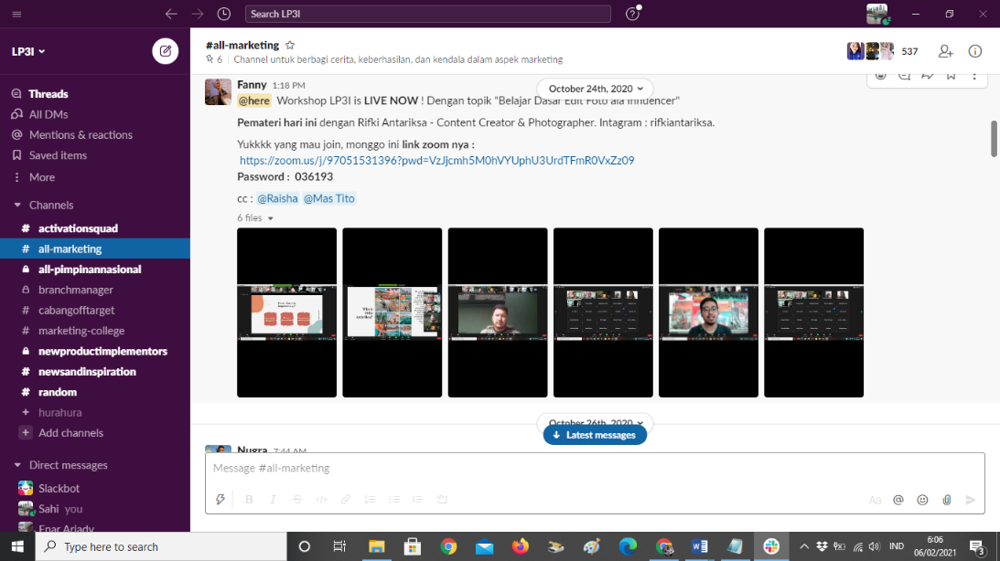 Search LP3I
LP3I
Threads
All DMs
Mentions & reactions
Saved items
More
Channels
activationsquad
all-marketing
all-pimpinannasional
branchmanager
cabangofftarget
marketing-college
newproductimplementors
newsandinspiration
random
hurahura
Add channels
Direct messages
Slackbot
Sahi you
Enar Ariady
#all-marketing
6 | Channel untuk berbagi cerita, keberhasilan, dan kendala dalam aspek marketing
537
October 24th, 2020
Fanny 1:18 PM
@here Workshop LP3I is LIVE NOW ! Dengan topik "Belajar Dasar Edit Foto ala Influencer"
Pemateri hari ini dengan Rifki Antariksa - Content Creator & Photographer. Intagram : rifkiantariksa.
Yukkkk yang mau join, monggo ini link zoom nya :
https://zoom.us/j/97051531396?pwd=VzJjcmh5M0hVYUphU3UrdTFmR0VxZz09
Password : 036193
cc : @Raisha @Mas Tito
6 files
October 26th, 2020
Latest messages
Nugra 7:44 AM
Message #all-marketing
Type here to search
IND
6:06
06/02/2021
3